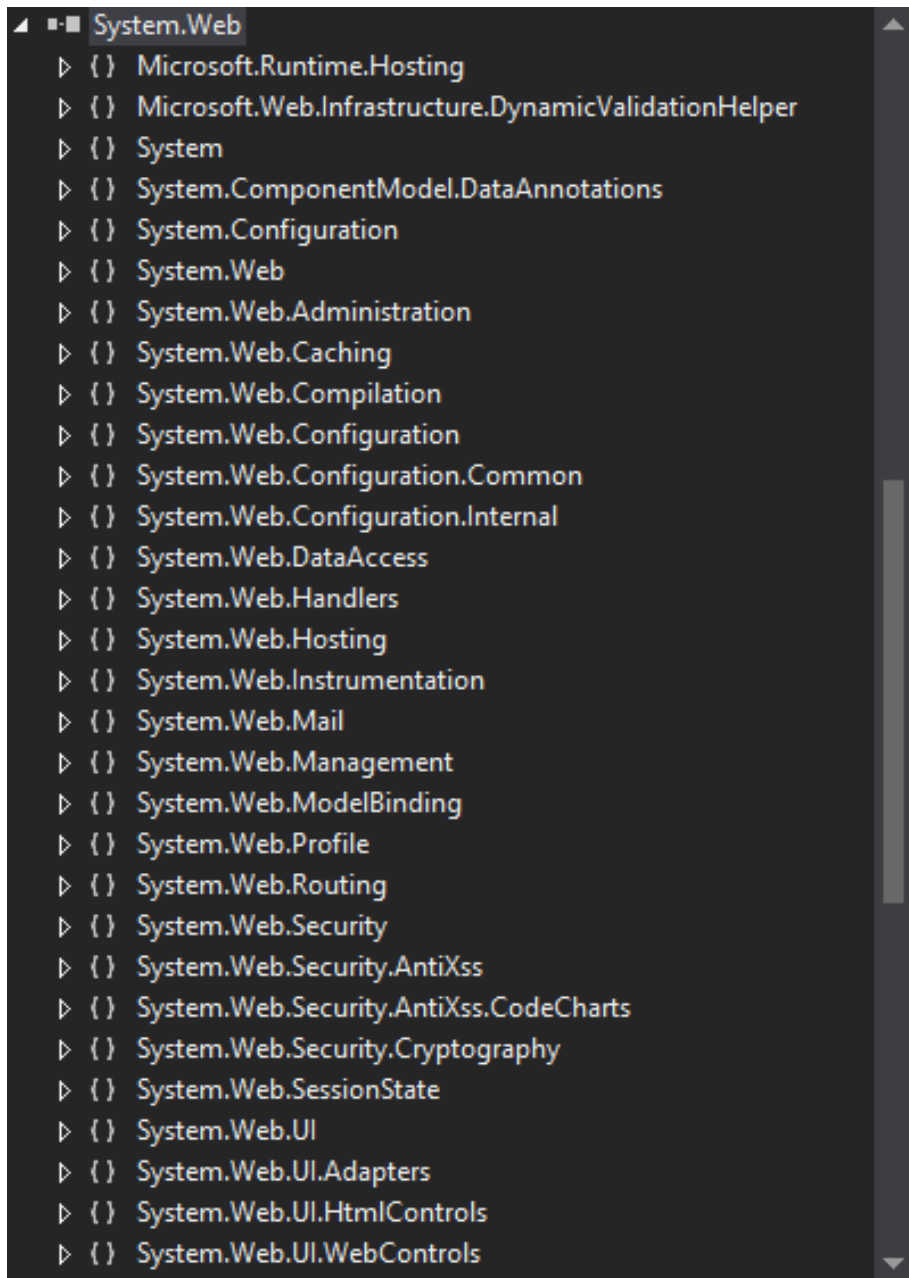 System.Web
{ } Microsoft.Runtime.Hosting
{ } Microsoft.Web.Infrastructure.DynamicValidationHelper
{ } System
{ } System.ComponentModel.DataAnnotations
{ } System.Configuration
{ } System.Web
{ } System.Web.Administration
{ } System.Web.Caching
{ } System.Web.Compilation
{ } System.Web.Configuration
{ } System.Web.Configuration.Common
{ } System.Web.Configuration.Internal
{ } System.Web.DataAccess
{ } System.Web.Handlers
{ } System.Web.Hosting
{ } System.Web.Instrumentation
{ } System.Web.Mail
{ } System.Web.Management
{ } System.Web.ModelBinding
{ } System.Web.Profile
{ } System.Web.Routing
{ } System.Web.Security
{ } System.Web.Security.AntiXss
{ } System.Web.Security.AntiXss.CodeCharts
{ } System.Web.Security.Cryptography
{ } System.Web.SessionState
{ } System.Web.UI
{ } System.Web.UI.Adapters
{ } System.Web.UI.HtmlControls
{ } System.Web.UI.WebControls